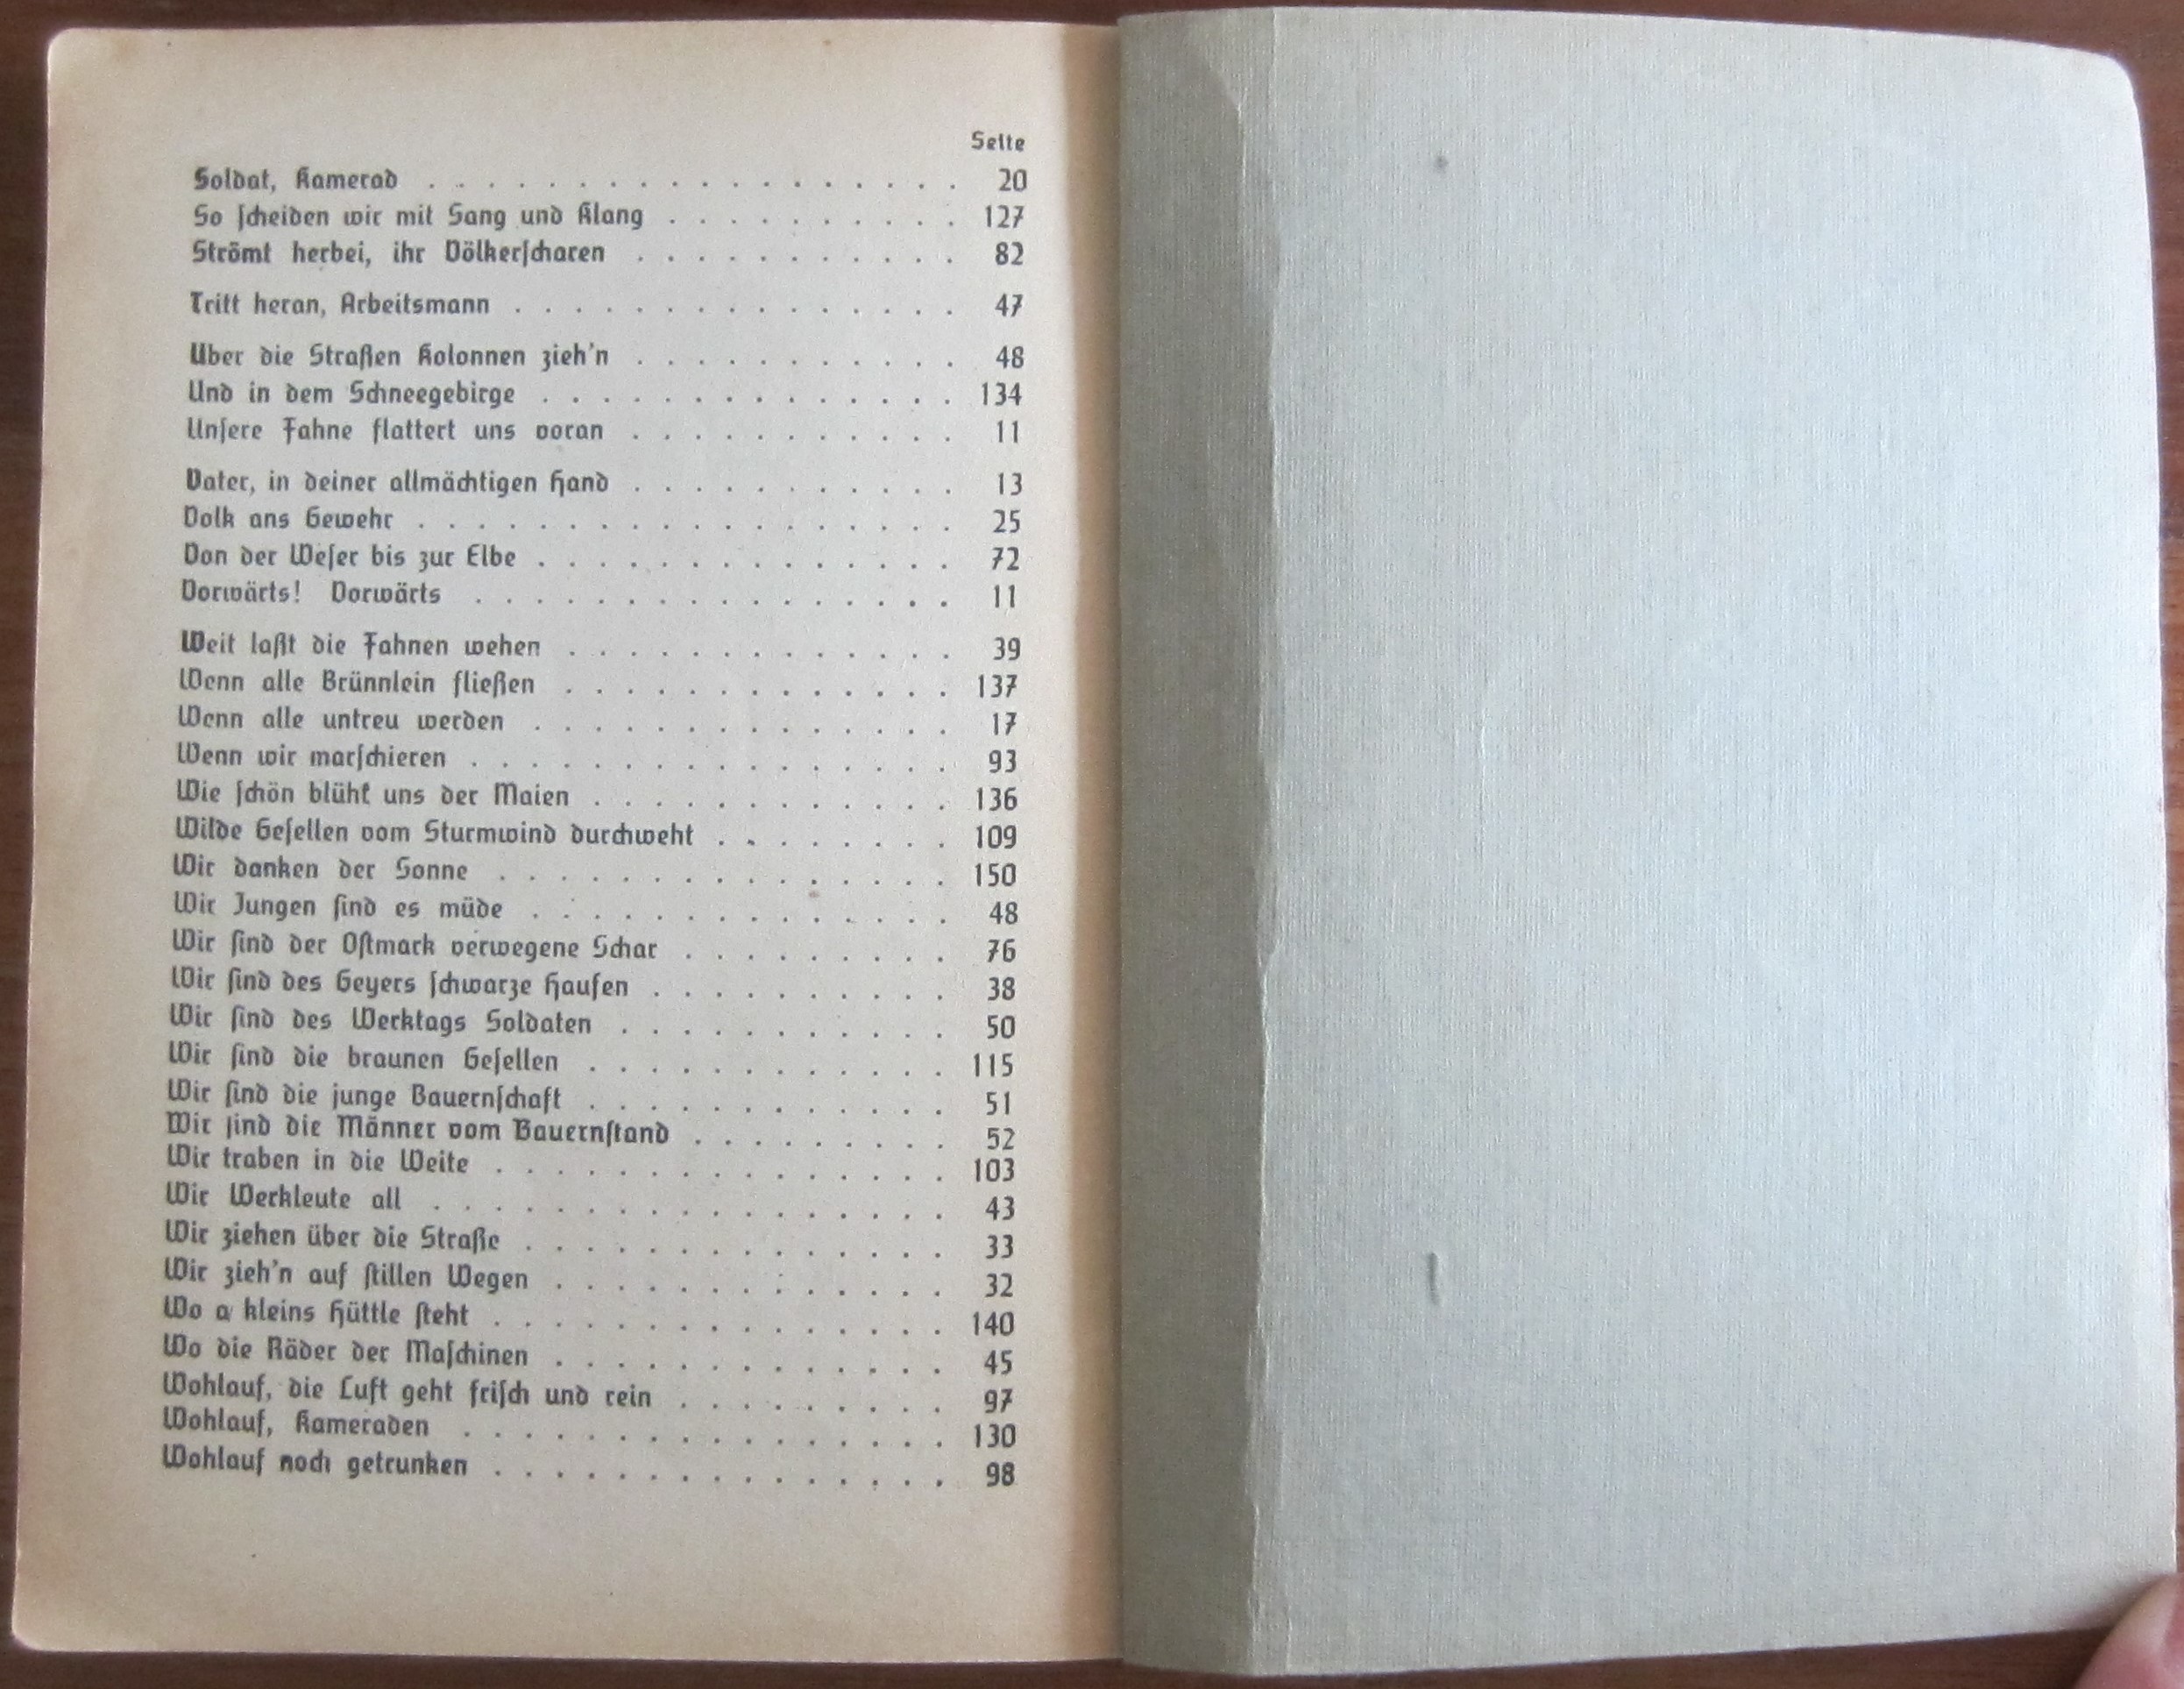 Seite
Soldat, Kamerad . . . . . . . . . . . . . . . . . . 20
So scheiden wir mit Sang und Klang . . . . . . . . . . 127
Strömt herbei, ihr Völkerscharen . . . . . . . . . . . 82
Tritt heran, Arbeitsmann . . . . . . . . . . . . . . . 47
Über die Straßen Kolonnen zieh'n . . . . . . . . . . . 48
Und in dem Schneegebirge . . . . . . . . . . . . . . 134
Unsere Fahne flattert uns voran . . . . . . . . . . . 11
Vater, in deiner allmächtigen Hand . . . . . . . . . . . 13
Volk ans Gewehr . . . . . . . . . . . . . . . . . . 25
Von der Weser bis zur Elbe . . . . . . . . . . . . . . 72
Vorwärts! Vorwärts . . . . . . . . . . . . . . . . 11
Weit laßt die Fahnen wehen . . . . . . . . . . . . . 39
Wenn alle Brünnlein fließen . . . . . . . . . . . . . 137
Wenn alle untreu werden . . . . . . . . . . . . . . 17
Wenn wir marschieren . . . . . . . . . . . . . . . . 93
Wie schön blüht uns der Maien . . . . . . . . . . . . 136
Wilde Gesellen vom Sturmwind durchweht . . . . . . . . 109
Wir danken der Sonne . . . . . . . . . . . . . . . 150
Wir Jungen sind es müde . . . . . . . . . . . . . . 48
Wir sind der Ostmark verwegene Schar . . . . . . . . . 76
Wir sind des Geyers schwarze Haufen . . . . . . . . . . 38
Wir sind des Werktags Soldaten . . . . . . . . . . . 50
Wir sind die braunen Gesellen . . . . . . . . . . . . 115
Wir sind die junge Bauernschaft . . . . . . . . . . . . 51
Wir sind die Männer vom Bauernstand . . . . . . . . . 52
Wir traben in die Weite . . . . . . . . . . . . . . . 103
Wir Werkleute all . . . . . . . . . . . . . . . . . 43
Wir ziehen über die Straße . . . . . . . . . . . . . . 33
Wir zieh'n auf stillen Wegen . . . . . . . . . . . . . 32
Wo a kleins Hüttle steht . . . . . . . . . . . . . . . 140
Wo die Räder der Maschinen . . . . . . . . . . . . . 45
Wohlauf, die Luft geht frisch und rein . . . . . . . . . 97
Wohlauf, Kameraden . . . . . . . . . . . . . . . . 130
Wohlauf noch getrunken . . . . . . . . . . . . . . . 98